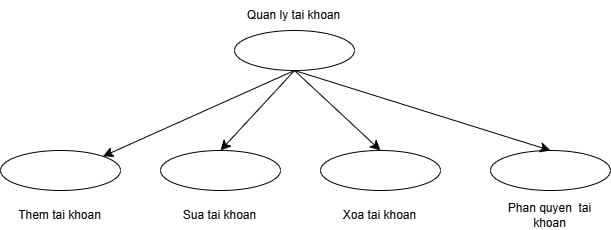 Quan ly tai khoan
Them tai khoan
Sua tai khoan
Xoa tai khoan
Phan quyen tai
khoan